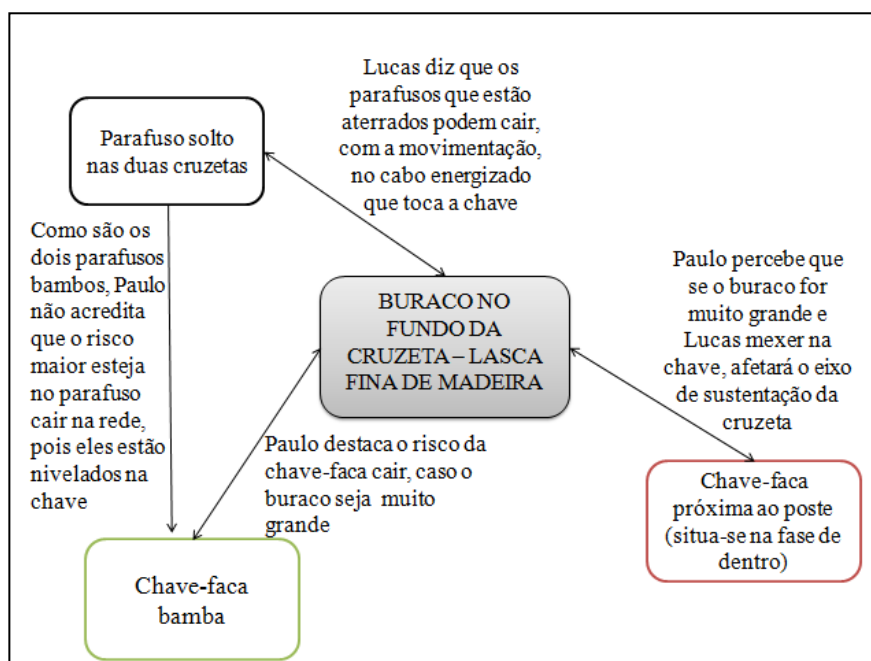 Lucas diz que os
parafusos que estão
aterrados podem cair,
com a movimentação,
no cabo energizado
que toca a chave
Parafuso solto
nas duas cruzetas
Como são os
dois parafusos
bambos, Paulo
não acredita
que o risco
maior esteja
no parafuso
cair na rede,
pois eles estão
nivelados na
chave
BURACO NO
FUNDO DA
CRUZETA – LASCA
FINA DE MADEIRA
Paulo percebe que
se o buraco for
muito grande e
Lucas mexer na
chave, afetará o eixo
de sustentação da
cruzeta
Paulo destaca o risco da
chave-faca cair, caso o
buraco seja muito
grande
Chave-faca
próxima ao poste
(situa-se na fase de
dentro)
Chave-faca
bamba